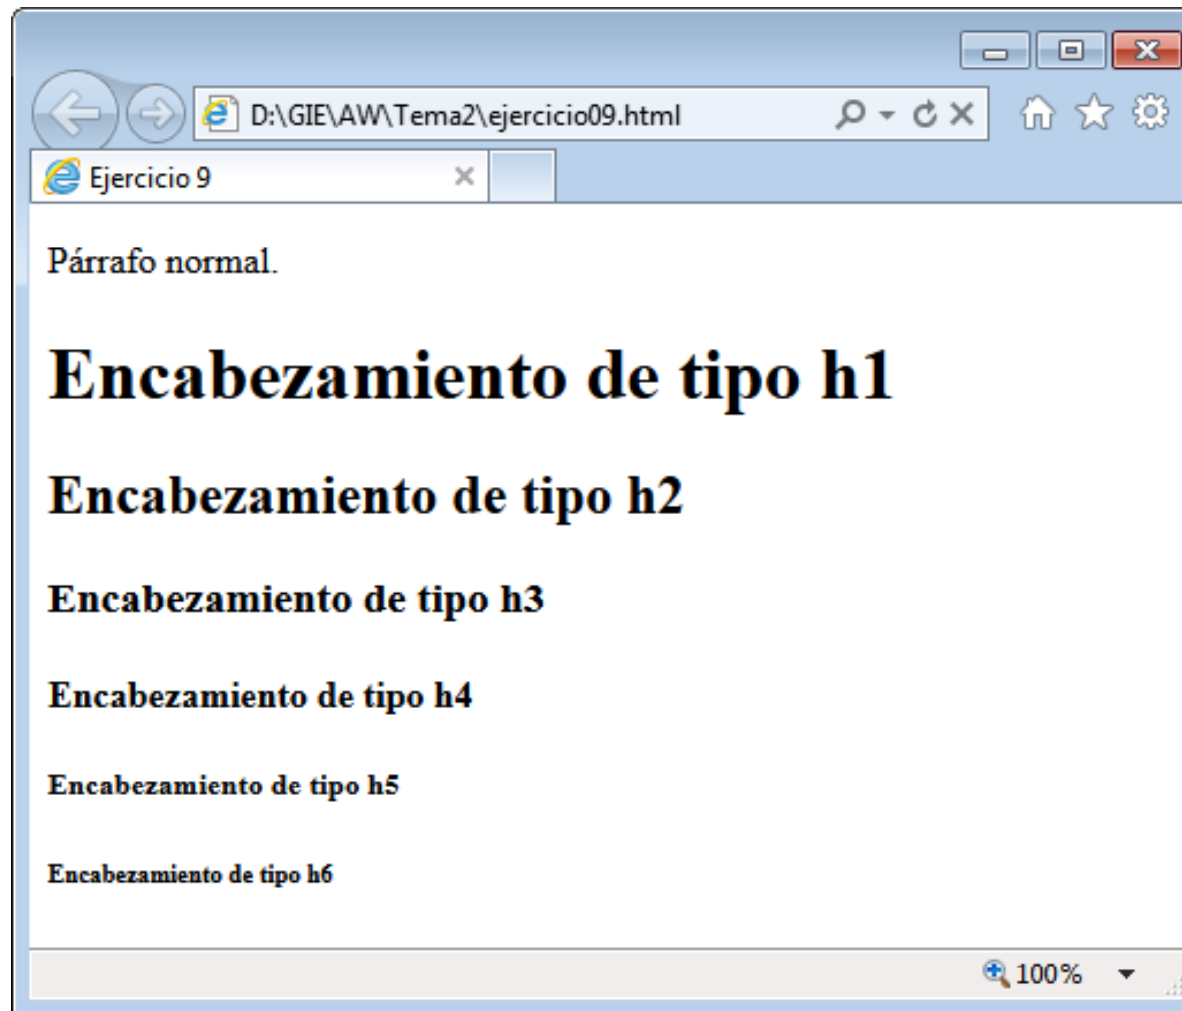 D:\GIE\AW\Tema2\ejercicio09.html
Ejercicio 9
Párrafo normal.
Encabezamiento de tipo h1
Encabezamiento de tipo h2
Encabezamiento de tipo h3
Encabezamiento de tipo h4
Encabezamiento de tipo h5
Encabezamiento de tipo h6
100%